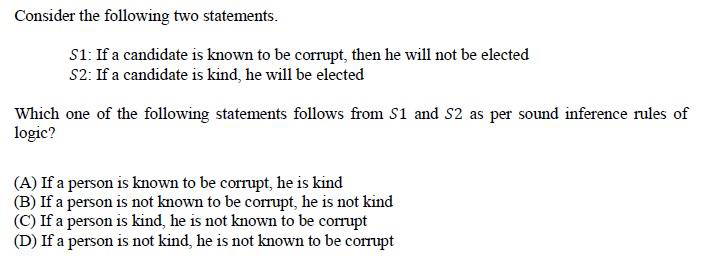 Consider the following two statements.
S1: If a candidate is known to be corrupt, then he will not be elected
S2: If a candidate is kind, he will be elected
Which one of the following statements follows from S1 and S2 as per sound inference rules of
logic?
(A) If a person is known to be corrupt, he is kind
(B) If a person is not known to be corrupt, he is not kind
(C) If a person is kind, he is not known to be corrupt
(D) If a person is not kind, he is not known to be corrupt